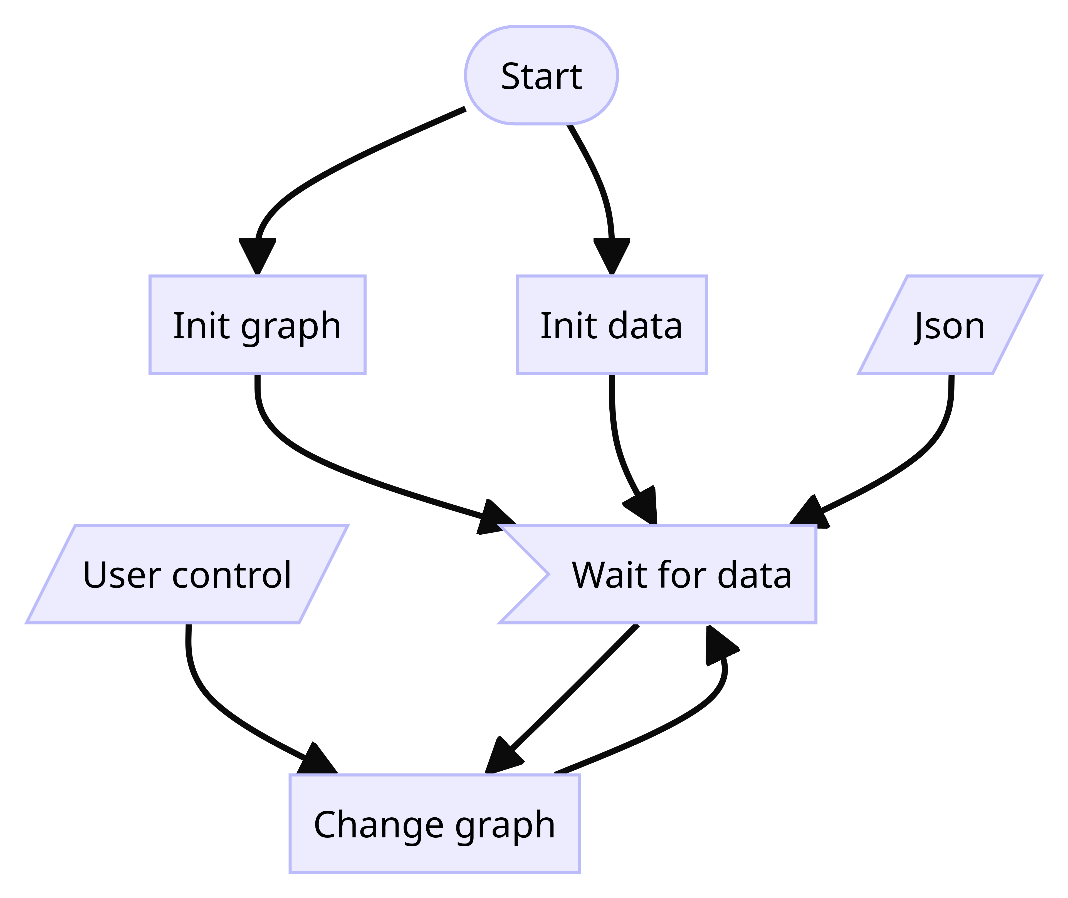 Start
Init graph
Init data
Json
User control
Wait for data
Change graph